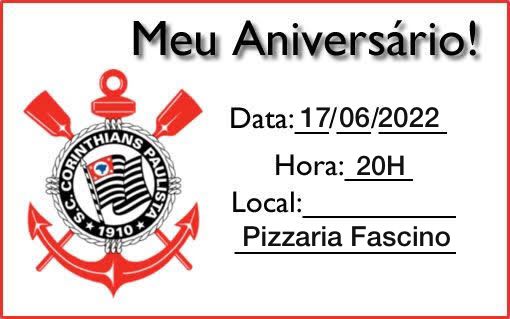 Meu Aniversário!
Data: 17/06/2022
Hora: 20H
Local:
Pizzaria Fascino
S.C. CORINTHIANS PAULISTA
1910